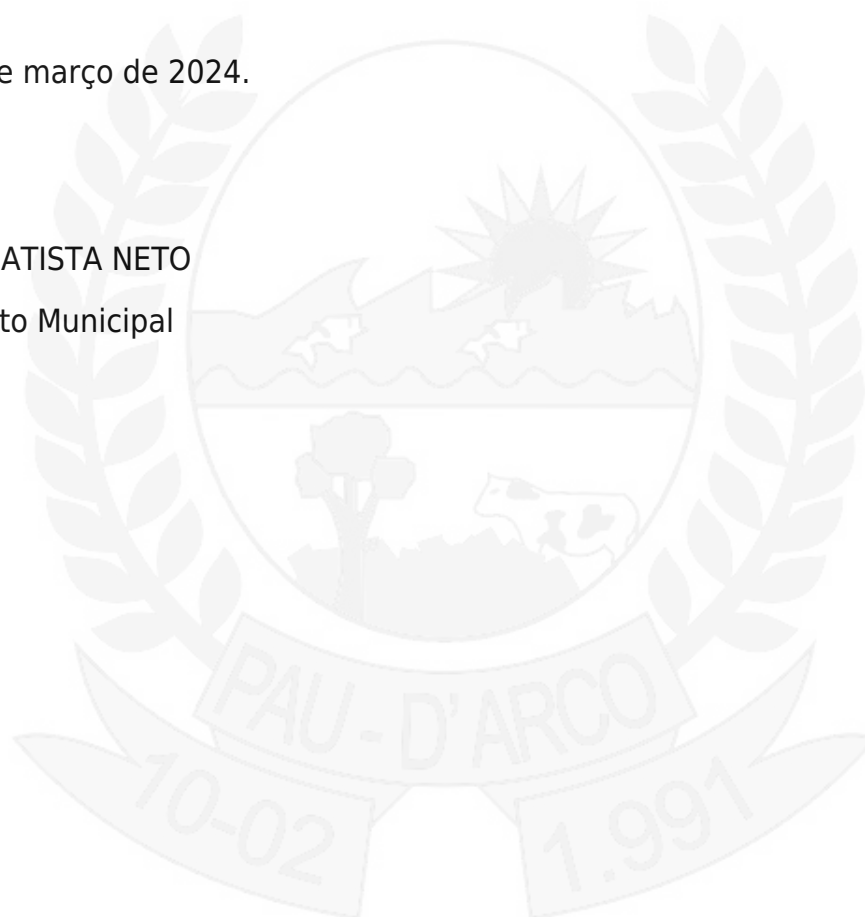 e março de 2024.
ATISTA NETO
to Municipal
PAU - D'ARCO
10-02
1.991